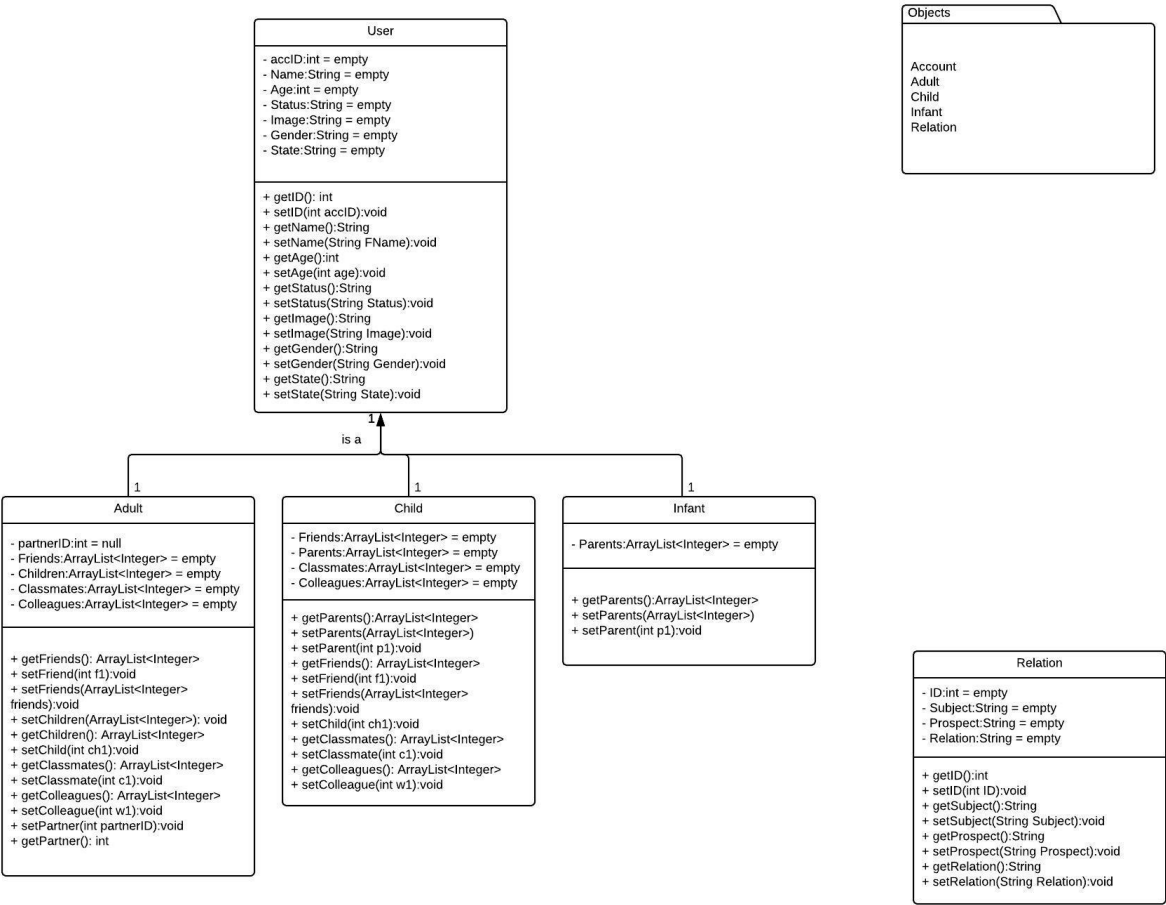 User
- accID:int = empty
- Name:String = empty
- Age:int = empty
- Status:String = empty
- Image:String = empty
- Gender:String = empty
- State:String = empty
+ getID(): int
+ setID(int accID):void
+ getName():String
+ setName(String FName):void
+ getAge():int
+ setAge(int age):void
+ getStatus():String
+ setStatus(String Status):void
+ getImage():String
+ setImage(String Image):void
+ getGender():String
+ setGender(String Gender):void
+ getState():String
+ setState(String State):void
Objects
Account
Adult
Child
Infant
Relation
1
is a
1
1
1
Adult
- partnerID:int = null
- Friends:ArrayList<Integer> = empty
- Children:ArrayList<Integer> = empty
- Classmates:ArrayList<Integer> = empty
- Colleagues:ArrayList<Integer> = empty
+ getFriends(): ArrayList<Integer>
+ setFriend(int f1):void
+ setFriends(ArrayList<Integer>
friends):void
+ setChildren(ArrayList<Integer>): void
+ getChildren(): ArrayList<Integer>
+ setChild(int ch1):void
+ getClassmates(): ArrayList<Integer>
+ setClassmate(int c1):void
+ getColleagues(): ArrayList<Integer>
+ setColleague(int w1):void
+ setPartner(int partnerID):void
+ getPartner(): int
Child
- Friends:ArrayList<Integer> = empty
- Parents:ArrayList<Integer> = empty
- Classmates:ArrayList<Integer> = empty
- Colleagues:ArrayList<Integer> = empty
+ getParents():ArrayList<Integer>
+ setParents(ArrayList<Integer>)
+ setParent(int p1):void
+ getFriends(): ArrayList<Integer>
+ setFriend(int f1):void
+ setFriends(ArrayList<Integer>
friends):void
+ setChild(int ch1):void
+ getClassmates(): ArrayList<Integer>
+ setClassmate(int c1):void
+ getColleagues(): ArrayList<Integer>
+ setColleague(int w1):void
Infant
- Parents:ArrayList<Integer> = empty
+ getParents():ArrayList<Integer>
+ setParents(ArrayList<Integer>)
+ setParent(int p1):void
Relation
- ID:int = empty
- Subject:String = empty
- Prospect:String = empty
- Relation:String = empty
+ getID():int
+ setID(int ID):void
+ getSubject():String
+ setSubject(String Subject):void
+ getProspect():String
+ setProspect(String Prospect):void
+ getRelation():String
+ setRelation(String Relation):void